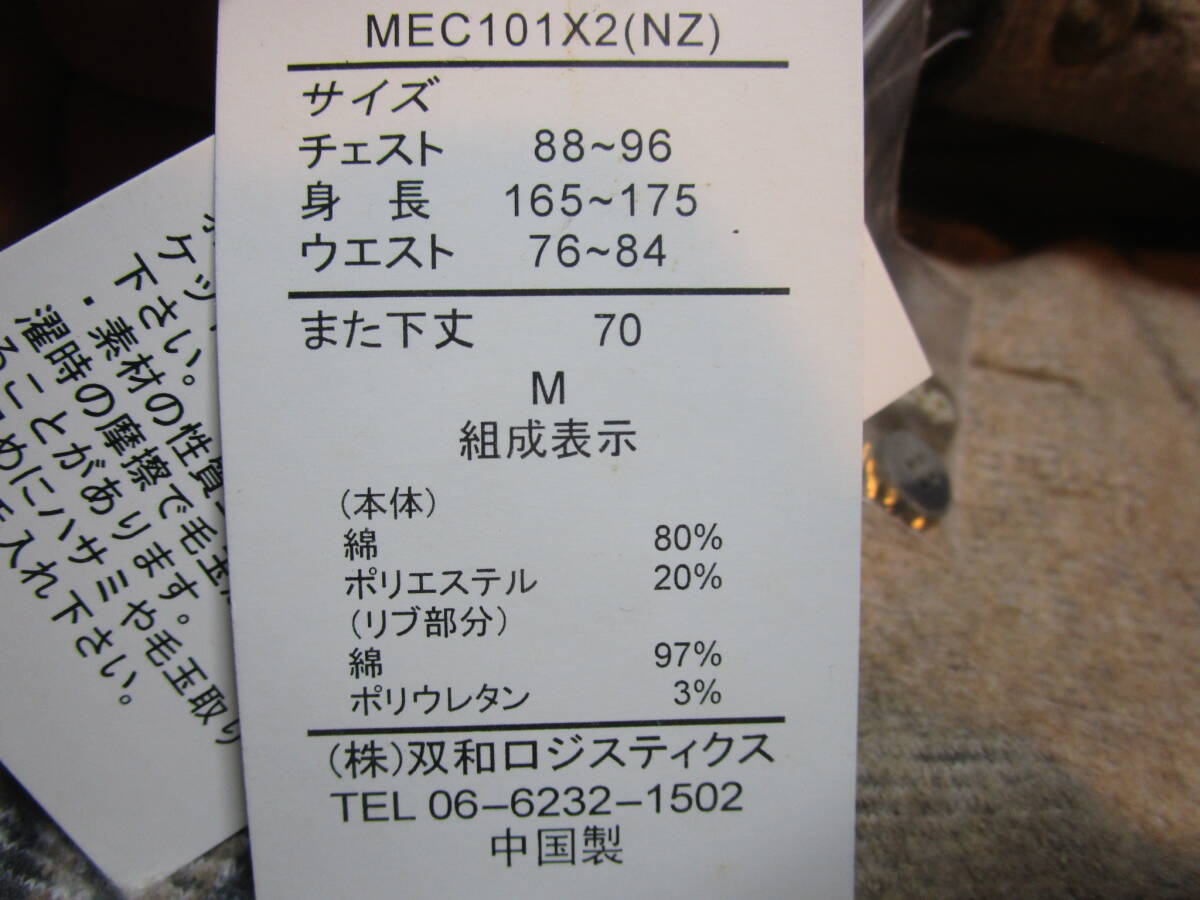 MEC101X2(NZ)
サイズ
チェスト 88~96
身 長 165~175
ウエスト 76~84
また下丈 70
M
組成表示
(本体)
綿 80%
ポリエステル 20%
(リブ部分)
綿 97%
ポリウレタン 3%
(株)双和ロジスティクス
TEL 06-6232-1502
中国製
ケッ
下さい。
・素材の性質
濯時の摩擦で毛玉
ることがあります。
めにハサミや毛玉取り
入れ下さい。